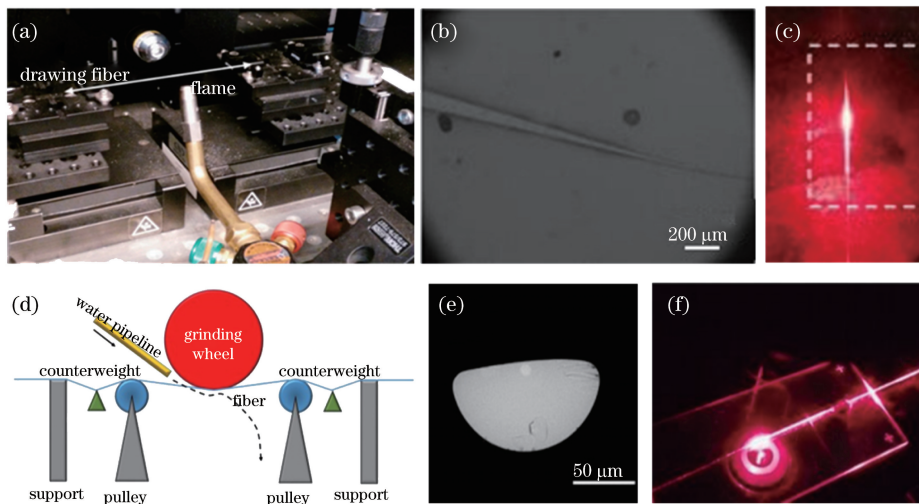 (a)
drawing fiber
flame
(b)
200 μm
(c)
(d)
water pipeline
grinding
wheel
counterweight
counterweight
fiber
support
pulley
pulley
support
(e)
50 μm
(f)